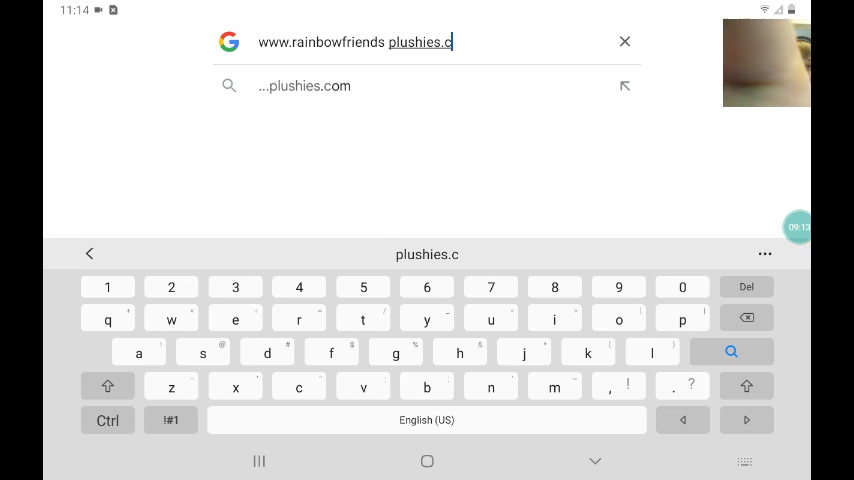 11:14
www.rainbowfriends plushies.c
...plushies.com
09:13
plushies.c
1 2 3 4 5 6 7 8 9 0 Del
q w e r t y u i o p
a s d f g h j k l
z x c v b n m , ! . ?
Ctrl !#1 English (US)